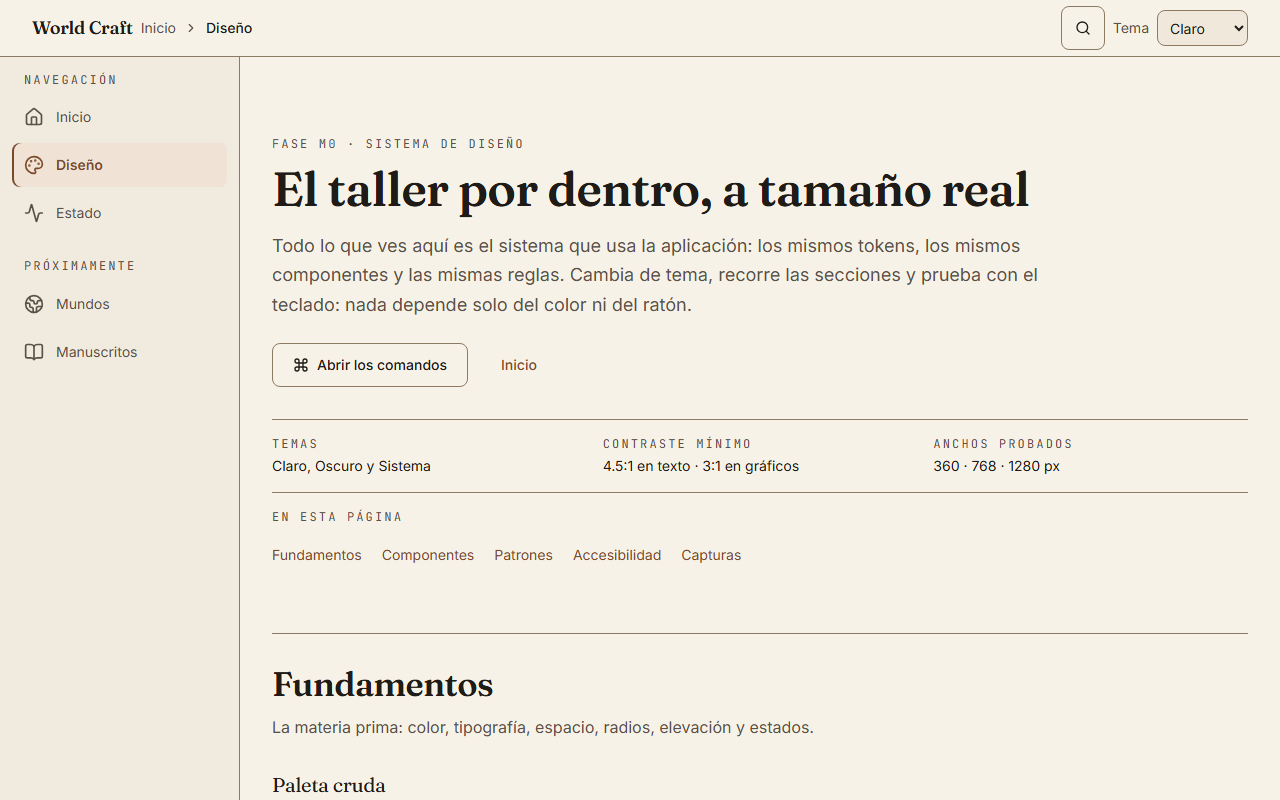 World Craft Inicio > Diseño
Tema Claro
NAVEGACIÓN
Inicio
Diseño
Estado
PRÓXIMAMENTE
Mundos
Manuscritos
FASE M0 · SISTEMA DE DISEÑO
El taller por dentro, a tamaño real
Todo lo que ves aquí es el sistema que usa la aplicación: los mismos tokens, los mismos
componentes y las mismas reglas. Cambia de tema, recorre las secciones y prueba con el
teclado: nada depende solo del color ni del ratón.
⌘ Abrir los comandos Inicio
TEMAS
Claro, Oscuro y Sistema
CONTRASTE MÍNIMO
4.5:1 en texto · 3:1 en gráficos
ANCHOS PROBADOS
360 · 768 · 1280 px
EN ESTA PÁGINA
Fundamentos Componentes Patrones Accesibilidad Capturas
Fundamentos
La materia prima: color, tipografía, espacio, radios, elevación y estados.
Paleta cruda